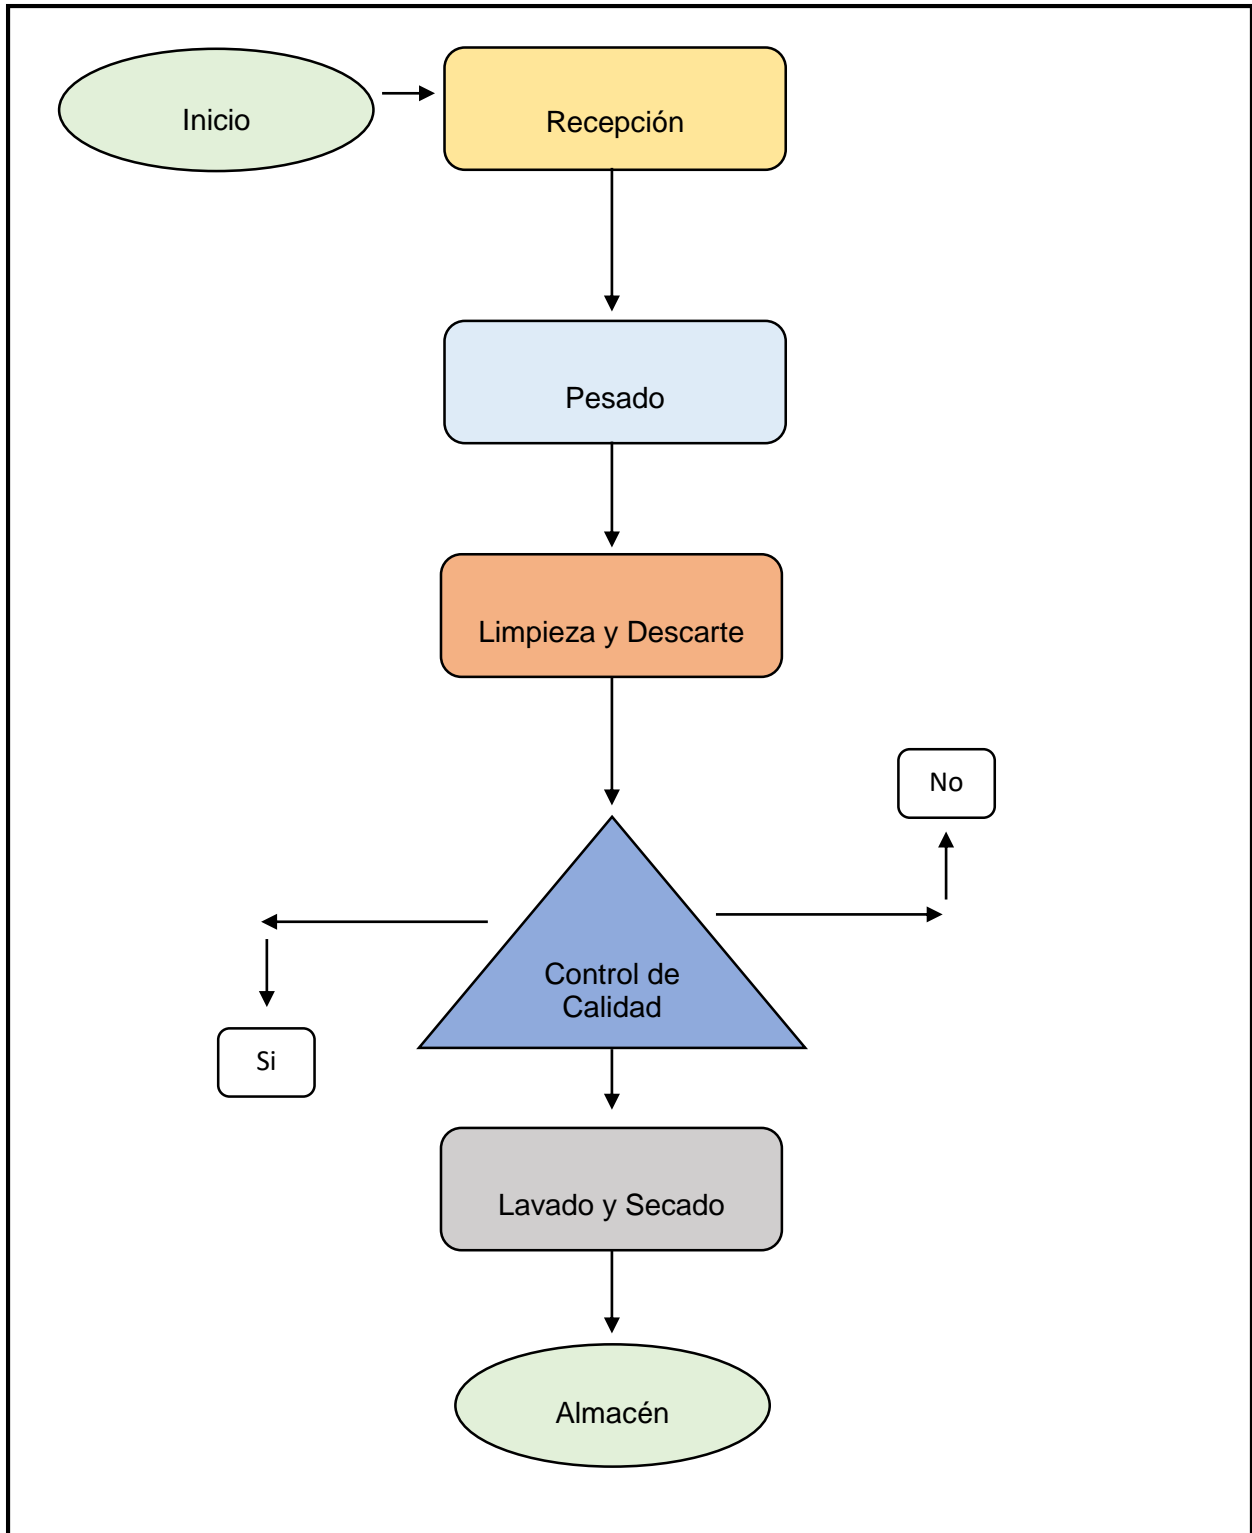 Inicio
Recepción
Pesado
Limpieza y Descarte
No
Control de
Calidad
Si
Lavado y Secado
Almacén